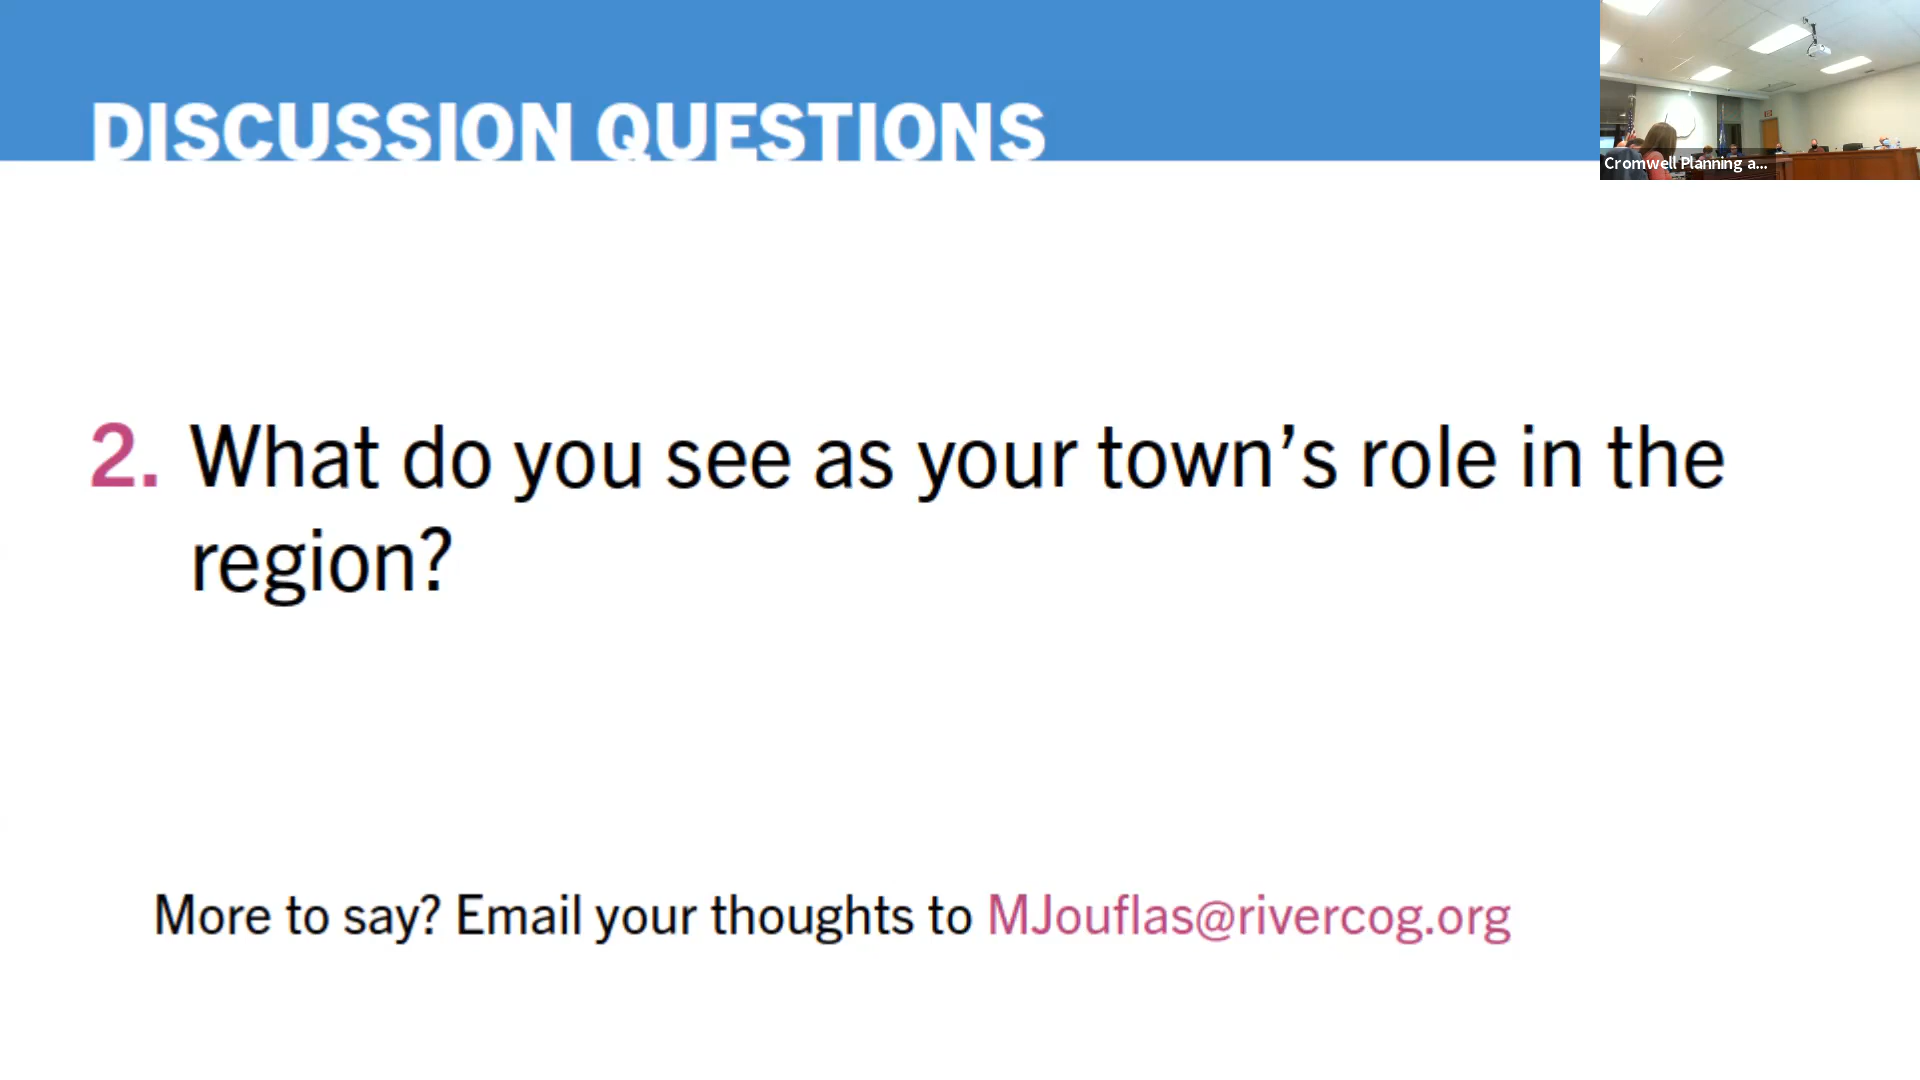 DISCUSSION QUESTIONS
Cromwell Planning a...
2. What do you see as your town’s role in the
region?
More to say? Email your thoughts to MJouflas@rivercog.org